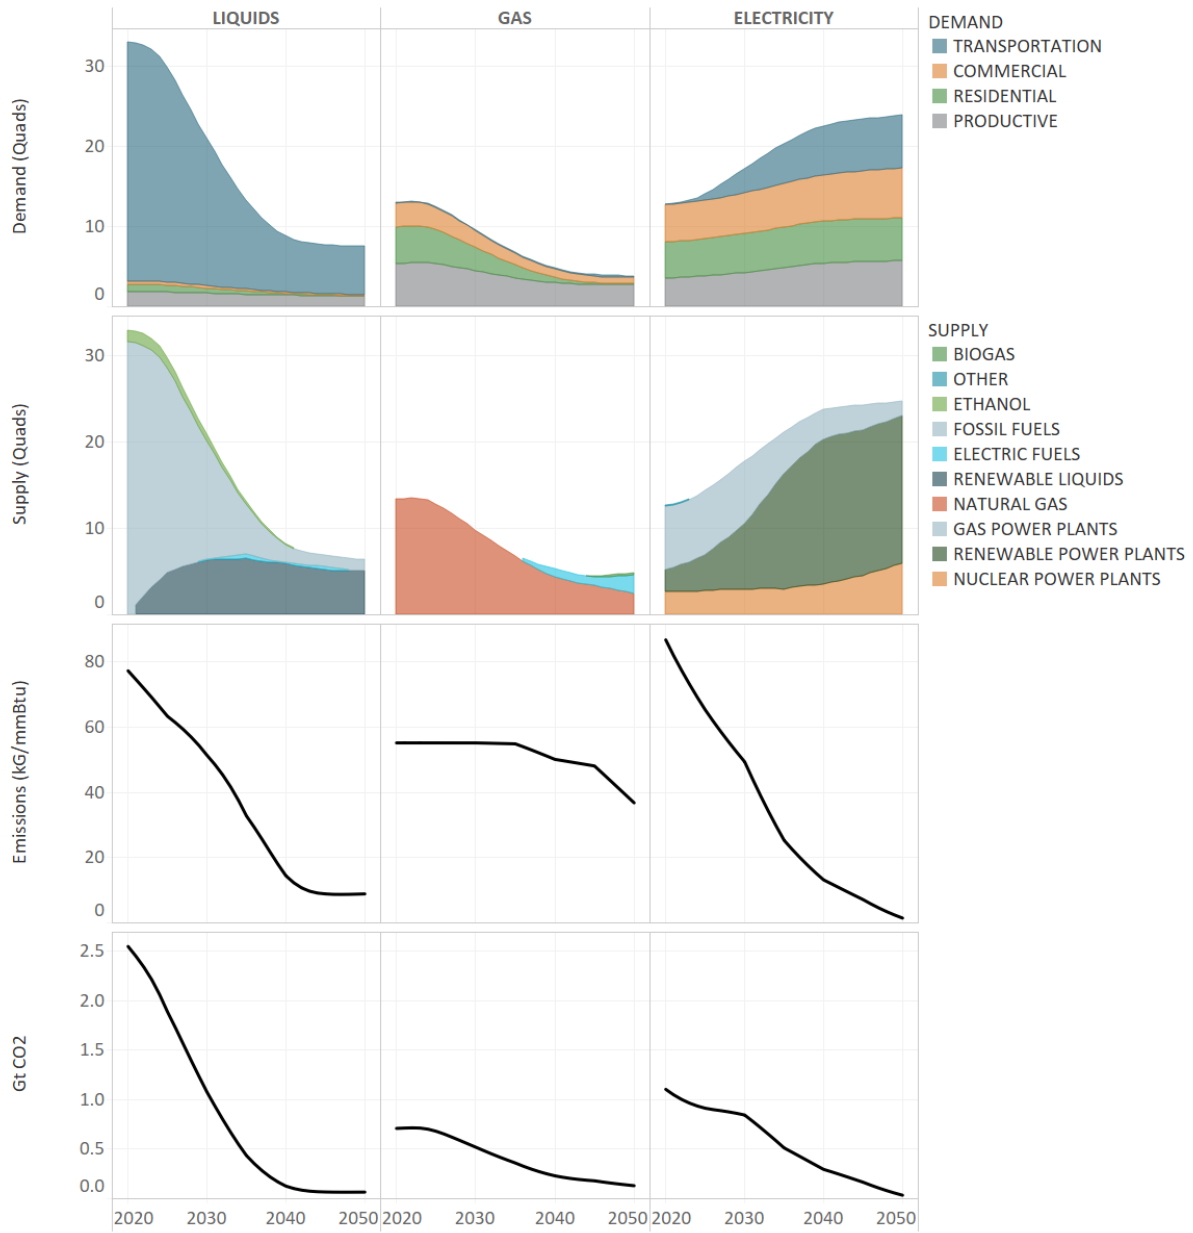 LIQUIDS GAS ELECTRICITY
DEMAND
TRANSPORTATION
COMMERCIAL
RESIDENTIAL
PRODUCTIVE
Demand (Quads)
30
20
10
0
SUPPLY
BIOGAS
OTHER
ETHANOL
FOSSIL FUELS
ELECTRIC FUELS
RENEWABLE LIQUIDS
NATURAL GAS
GAS POWER PLANTS
RENEWABLE POWER PLANTS
NUCLEAR POWER PLANTS
Supply (Quads)
30
20
10
0
Emissions (kG/mmBtu)
80
60
40
20
0
Gt CO2
2.5
2.0
1.5
1.0
0.5
0.0
2020 2030 2040 2050 2020 2030 2040 2050 2020 2030 2040 2050